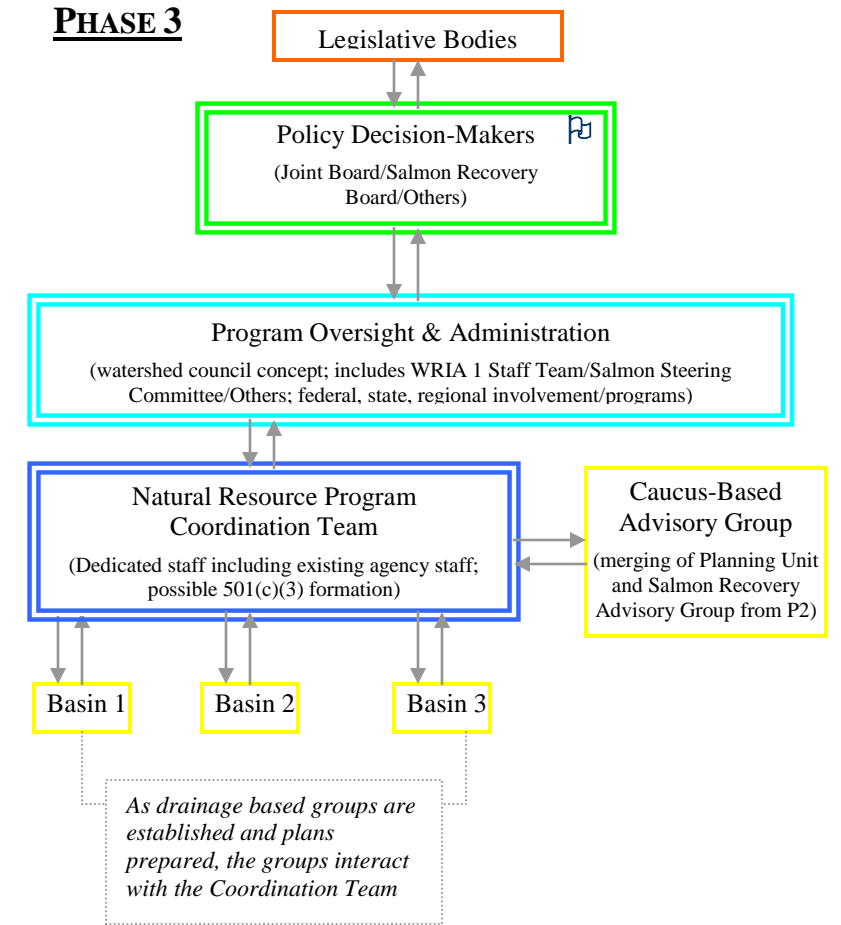 PHASE 3
Legislative Bodies
Policy Decision-Makers
(Joint Board/Salmon Recovery
Board/Others)
Program Oversight & Administration
(watershed council concept; includes WRIA 1 Staff Team/Salmon Steering
Committee/Others; federal, state, regional involvement/programs)
Natural Resource Program
Coordination Team
(Dedicated staff including existing agency staff;
possible 501(c)(3) formation)
Caucus-Based
Advisory Group
(merging of Planning Unit
and Salmon Recovery
Advisory Group from P2)
Basin 1
Basin 2
Basin 3
As drainage based groups are
established and plans
prepared, the groups interact
with the Coordination Team